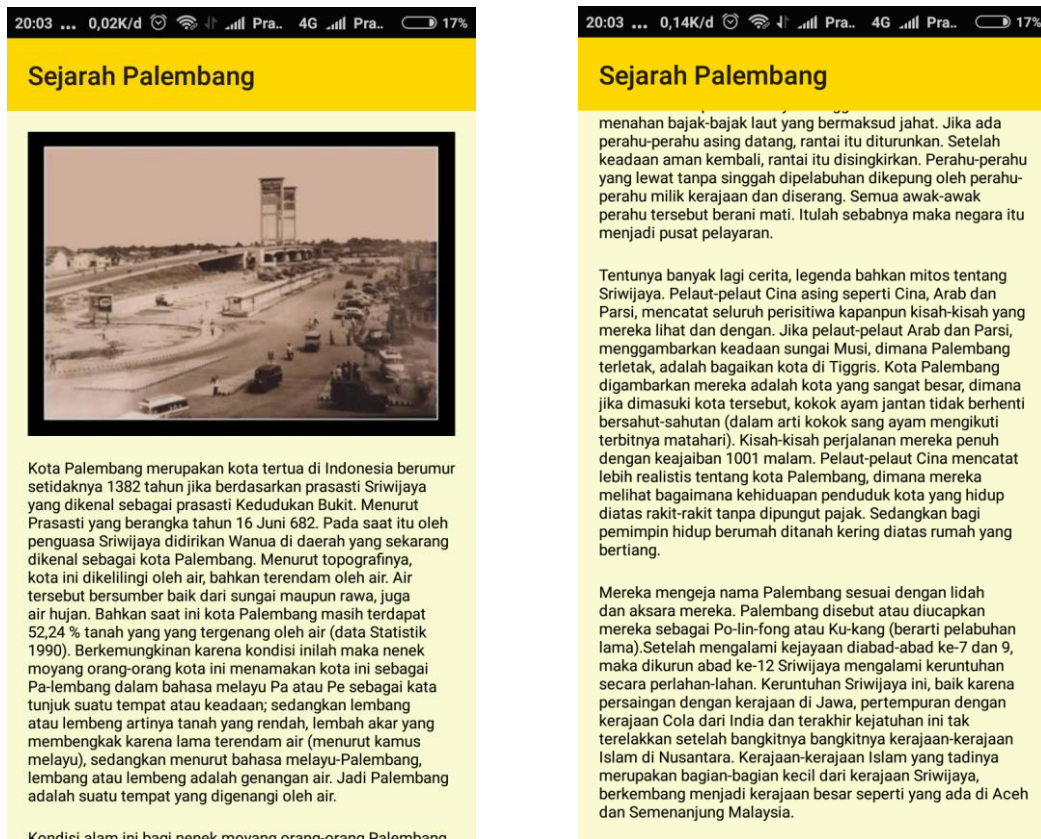 20:03 ... 0,02K/d Pra.. 4G Pra.. 17%
Sejarah Palembang
Kota Palembang merupakan kota tertua di Indonesia berumur
setidaknya 1382 tahun jika berdasarkan prasasti Sriwijaya
yang dikenal sebagai prasasti Kedudukan Bukit. Menurut
Prasasti yang berangka tahun 16 Juni 682. Pada saat itu oleh
penguasa Sriwijaya didirikan Wanua di daerah yang sekarang
dikenal sebagai kota Palembang. Menurut topografinya,
kota ini dikelilingi oleh air, bahkan terendam oleh air. Air
tersebut bersumber baik dari sungai maupun rawa, juga
air hujan. Bahkan saat ini kota Palembang masih terdapat
52,24 % tanah yang yang tergenang oleh air (data Statistik
1990). Berkemungkinan karena kondisi inilah maka nenek
moyang orang-orang kota ini menamakan kota ini sebagai
Pa-lembang dalam bahasa melayu Pa atau Pe sebagai kata
tunjuk suatu tempat atau keadaan; sedangkan lembang
atau lembeng artinya tanah yang rendah, lembah akar yang
membengkak karena lama terendam air (menurut kamus
melayu), sedangkan menurut bahasa melayu-Palembang,
lembang atau lembeng adalah genangan air. Jadi Palembang
adalah suatu tempat yang digenangi oleh air.
Kondisi alam ini bagi nenek moyang orang-orang Palembang
20:03 ... 0,14K/d Pra.. 4G Pra.. 17%
Sejarah Palembang
menahan bajak-bajak laut yang bermaksud jahat. Jika ada
perahu-perahu asing datang, rantai itu diturunkan. Setelah
keadaan aman kembali, rantai itu disingkirkan. Perahu-perahu
yang lewat tanpa singgah dipelabuhan dikepung oleh perahu-
perahu milik kerajaan dan diserang. Semua awak-awak
perahu tersebut berani mati. Itulah sebabnya maka negara itu
menjadi pusat pelayaran.
Tentunya banyak lagi cerita, legenda bahkan mitos tentang
Sriwijaya. Pelaut-pelaut Cina asing seperti Cina, Arab dan
Parsi, mencatat seluruh perisitiwa kapanpun kisah-kisah yang
mereka lihat dan dengan. Jika pelaut-pelaut Arab dan Parsi,
menggambarkan keadaan sungai Musi, dimana Palembang
terletak, adalah bagaikan kota di Tiggris. Kota Palembang
digambarkan mereka adalah kota yang sangat besar, dimana
jika dimasuki kota tersebut, kokok ayam jantan tidak berhenti
bersahut-sahutan (dalam arti kokok sang ayam mengikuti
terbitnya matahari). Kisah-kisah perjalanan mereka penuh
dengan keajaiban 1001 malam. Pelaut-pelaut Cina mencatat
lebih realistis tentang kota Palembang, dimana mereka
melihat bagaimana kehiduapan penduduk kota yang hidup
diatas rakit-rakit tanpa dipungut pajak. Sedangkan bagi
pemimpin hidup berumah ditanah kering diatas rumah yang
bertiang.
Mereka mengeja nama Palembang sesuai dengan lidah
dan aksara mereka. Palembang disebut atau diucapkan
mereka sebagai Po-lin-fong atau Ku-kang (berarti pelabuhan
lama).Setelah mengalami kejayaan diabad-abad ke-7 dan 9,
maka dikurun abad ke-12 Sriwijaya mengalami keruntuhan
secara perlahan-lahan. Keruntuhan Sriwijaya ini, baik karena
persaingan dengan kerajaan di Jawa, pertempuran dengan
kerajaan Cola dari India dan terakhir kejatuhan ini tak
terelakkan setelah bangkitnya bangkitnya kerajaan-kerajaan
Islam di Nusantara. Kerajaan-kerajaan Islam yang tadinya
merupakan bagian-bagian kecil dari kerajaan Sriwijaya,
berkembang menjadi kerajaan besar seperti yang ada di Aceh
dan Semenanjung Malaysia.